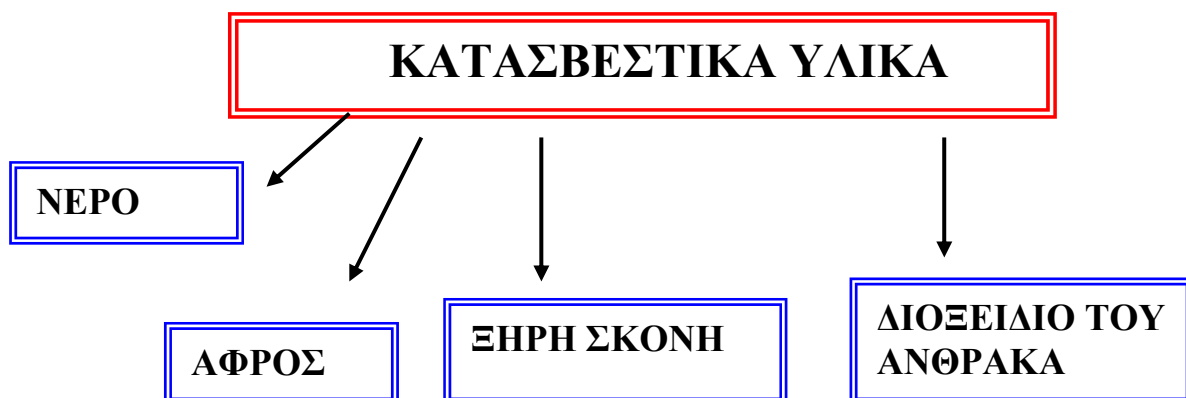 ΚΑΤΑΣΒΕΣΤΙΚΑ ΥΛΙΚΑ
ΝΕΡΟ
ΑΦΡΟΣ
ΞΗΡΗ ΣΚΟΝΗ
ΔΙΟΞΕΙΔΙΟ ΤΟΥ
ΑΝΘΡΑΚΑ